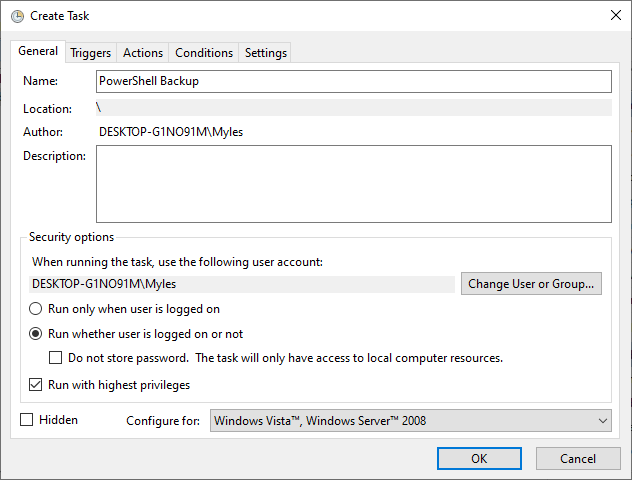 Create Task
General Triggers Actions Conditions Settings
Name: PowerShell Backup
Location: \
Author: DESKTOP-G1NO91M\Myles
Description:
Security options
When running the task, use the following user account:
DESKTOP-G1NO91M\Myles Change User or Group...
Run only when user is logged on
Run whether user is logged on or not
Do not store password. The task will only have access to local computer resources.
Run with highest privileges
Hidden Configure for: Windows Vista™, Windows Server™ 2008
OK Cancel